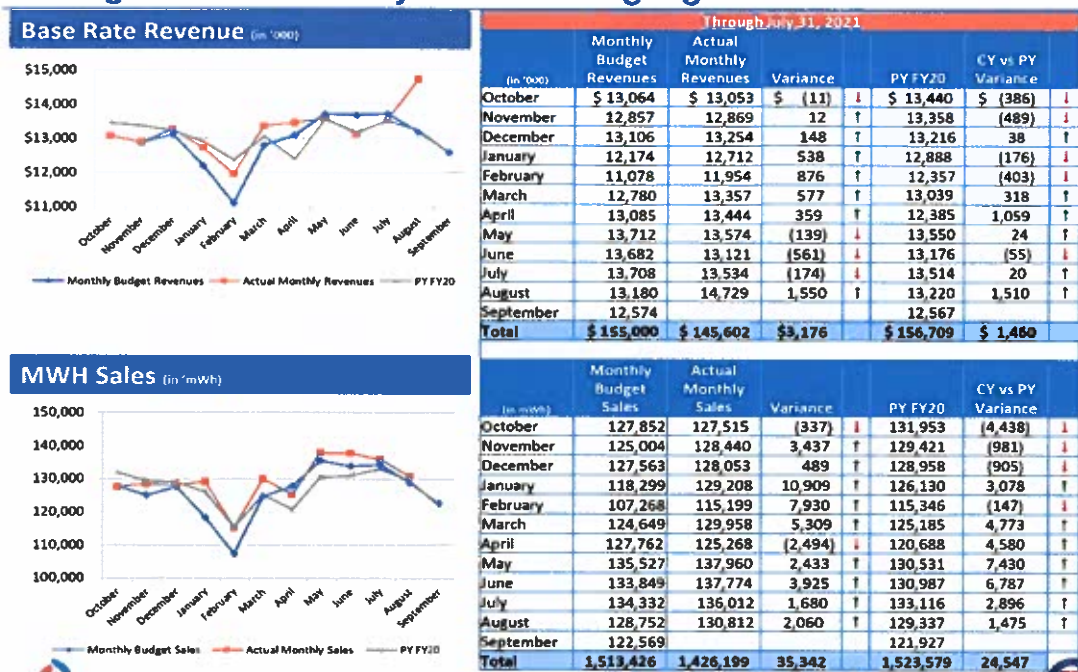 Base Rate Revenue (in '000)
$15,000
$14,000
$13,000
$12,000
$11,000
October November December January February March April May June July August September
Monthly Budget Revenues Actual Monthly Revenues PY FY20
Through July 31, 2021
(in '000) Monthly Budget Revenues Actual Monthly Revenues Variance PY FY20 CY vs PY Variance
October $ 13,064 $ 13,053 $ (11) ↓ $ 13,440 $ (386) ↓
November 12,857 12,869 12 ↑ 13,358 (489) ↓
December 13,106 13,254 148 ↑ 13,216 38 ↑
January 12,174 12,712 538 ↑ 12,888 (176) ↓
February 11,078 11,954 876 ↑ 12,357 (403) ↓
March 12,780 13,357 577 ↑ 13,039 318 ↑
April 13,085 13,444 359 ↑ 12,385 1,059 ↑
May 13,712 13,574 (139) ↓ 13,550 24 ↑
June 13,682 13,121 (561) ↓ 13,176 (55) ↓
July 13,708 13,534 (174) ↓ 13,514 20 ↑
August 13,180 14,729 1,550 ↑ 13,220 1,510 ↑
September 12,574 12,567
Total $ 155,000 $ 145,602 $3,176 $ 156,709 $ 1,460
MWH Sales (in 'mWh)
150,000
140,000
130,000
120,000
110,000
100,000
October November December January February March April May June July August September
Monthly Budget Sales Actual Monthly Sales PY FY20
(in mWh) Monthly Budget Sales Actual Monthly Sales Variance PY FY20 CY vs PY Variance
October 127,852 127,515 (337) ↓ 131,953 (4,438) ↓
November 125,004 128,440 3,437 ↑ 129,421 (981) ↓
December 127,563 128,053 489 ↑ 128,958 (905) ↓
January 118,299 129,208 10,909 ↑ 126,130 3,078 ↑
February 107,268 115,199 7,930 ↑ 115,346 (147) ↓
March 124,649 129,958 5,309 ↑ 125,185 4,773 ↑
April 127,762 125,268 (2,494) ↓ 120,688 4,580 ↑
May 135,527 137,960 2,433 ↑ 130,531 7,430 ↑
June 133,849 137,774 3,925 ↑ 130,987 6,787 ↑
July 134,332 136,012 1,680 ↑ 133,116 2,896 ↑
August 128,752 130,812 2,060 ↑ 129,337 1,475 ↑
September 122,569 121,927
Total 1,513,426 1,426,199 35,342 1,523,579 24,547